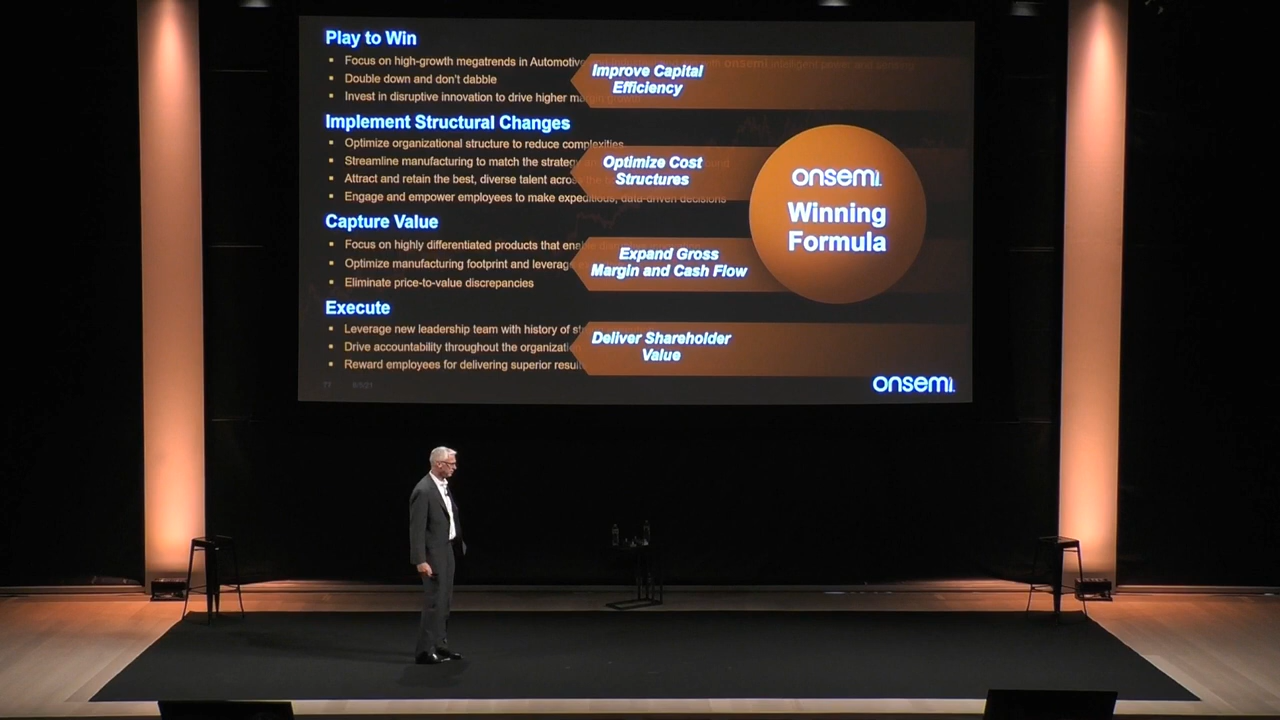 Play to Win
▪ Focus on high-growth megatrends in Automotive
▪ Double down and don't dabble
▪ Invest in disruptive innovation to drive higher margin growth
Implement Structural Changes
▪ Optimize organizational structure to reduce complexities
▪ Streamline manufacturing to match the strategy
▪ Attract and retain the best, diverse talent across the
▪ Engage and empower employees to make expeditious, data-driven decisions
Capture Value
▪ Focus on highly differentiated products that enable
▪ Optimize manufacturing footprint and leverage
▪ Eliminate price-to-value discrepancies
Execute
▪ Leverage new leadership team with history of
▪ Drive accountability throughout the organization
▪ Reward employees for delivering superior results
Improve Capital
Efficiency
Optimize Cost
Structures
Expand Gross
Margin and Cash Flow
Deliver Shareholder
Value
onsemi
Winning
Formula
onsemi